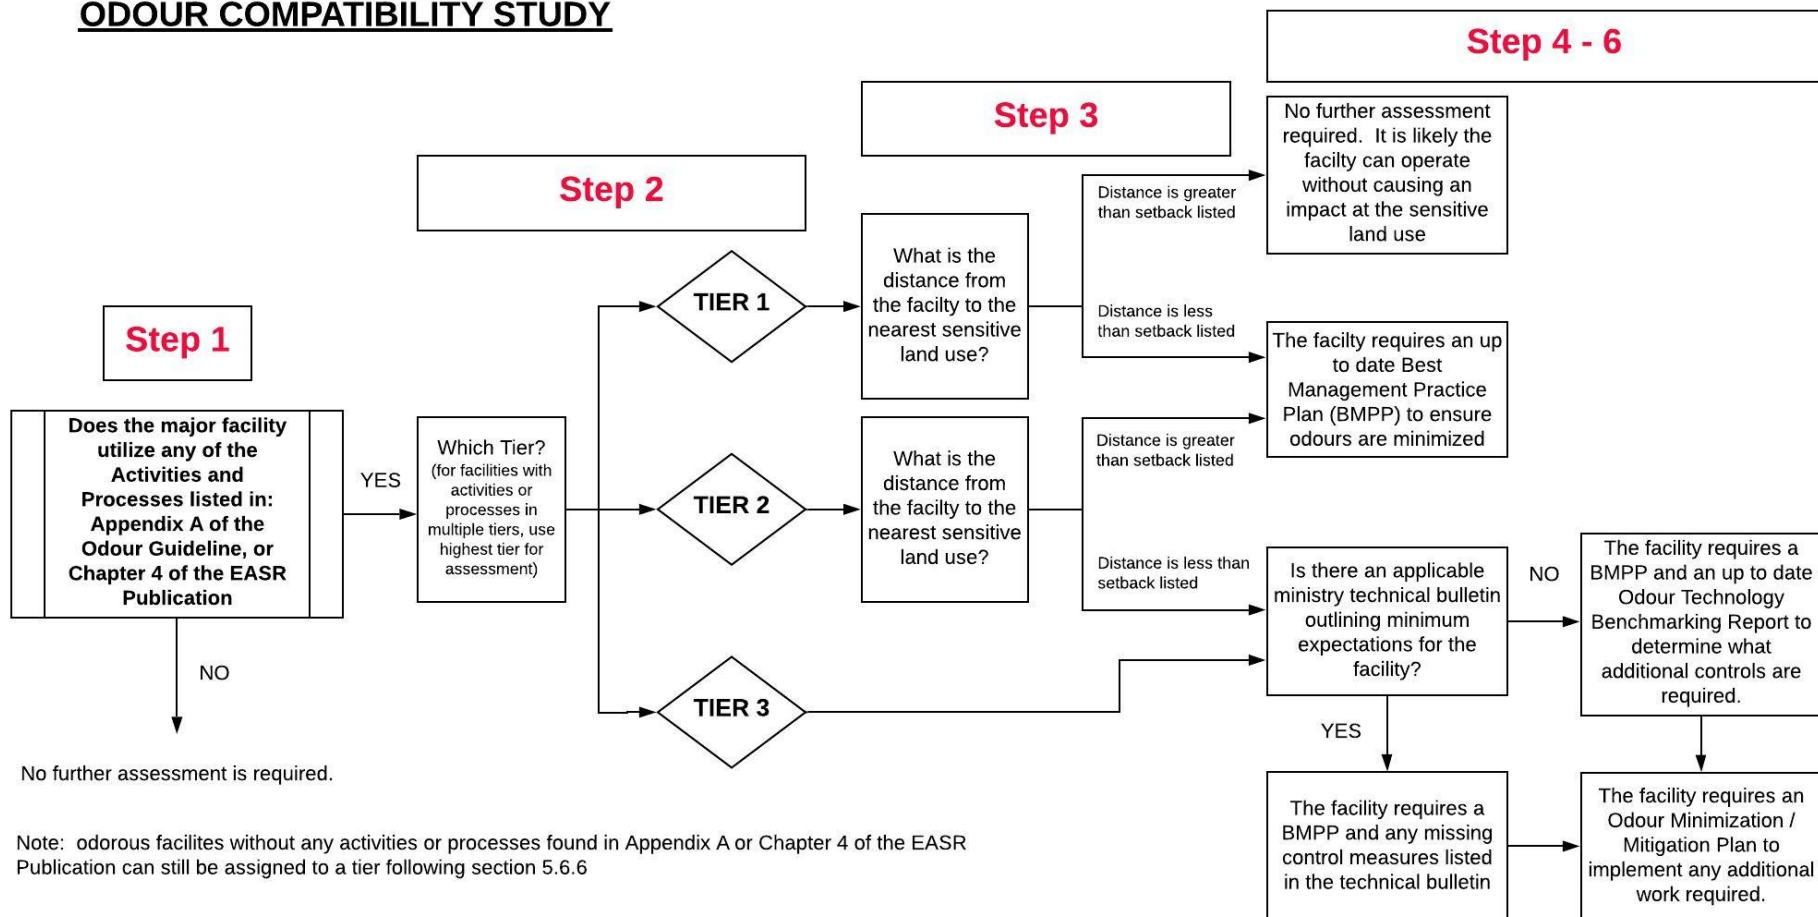 ODOUR COMPATIBILITY STUDY
Step 1
Does the major facility
utilize any of the
Activities and
Processes listed in:
Appendix A of the
Odour Guideline, or
Chapter 4 of the EASR
Publication
YES
NO
No further assessment is required.
Step 2
Which Tier?
(for facilities with
activities or
processes in
multiple tiers, use
highest tier for
assessment)
TIER 1
TIER 2
TIER 3
Step 3
What is the
distance from
the facilty to the
nearest sensitive
land use?
What is the
distance from
the facilty to the
nearest sensitive
land use?
Distance is greater
than setback listed
Distance is less
than setback listed
Distance is greater
than setback listed
Distance is less than
setback listed
Step 4 - 6
No further assessment
required.  It is likely the
facilty can operate
without causing an
impact at the sensitive
land use
The facilty requires an up
to date Best
Management Practice
Plan (BMPP) to ensure
odours are minimized
Is there an applicable
ministry technical bulletin
outlining minimum
expectations for the
facility?
NO
The facility requires a
BMPP and an up to date
Odour Technology
Benchmarking Report to
determine what
additional controls are
required.
YES
The facility requires a
BMPP and any missing
control measures listed
in the technical bulletin
The facility requires an
Odour Minimization /
Mitigation Plan to
implement any additional
work required.
Note:  odorous facilites without any activities or processes found in Appendix A or Chapter 4 of the EASR
Publication can still be assigned to a tier following section 5.6.6